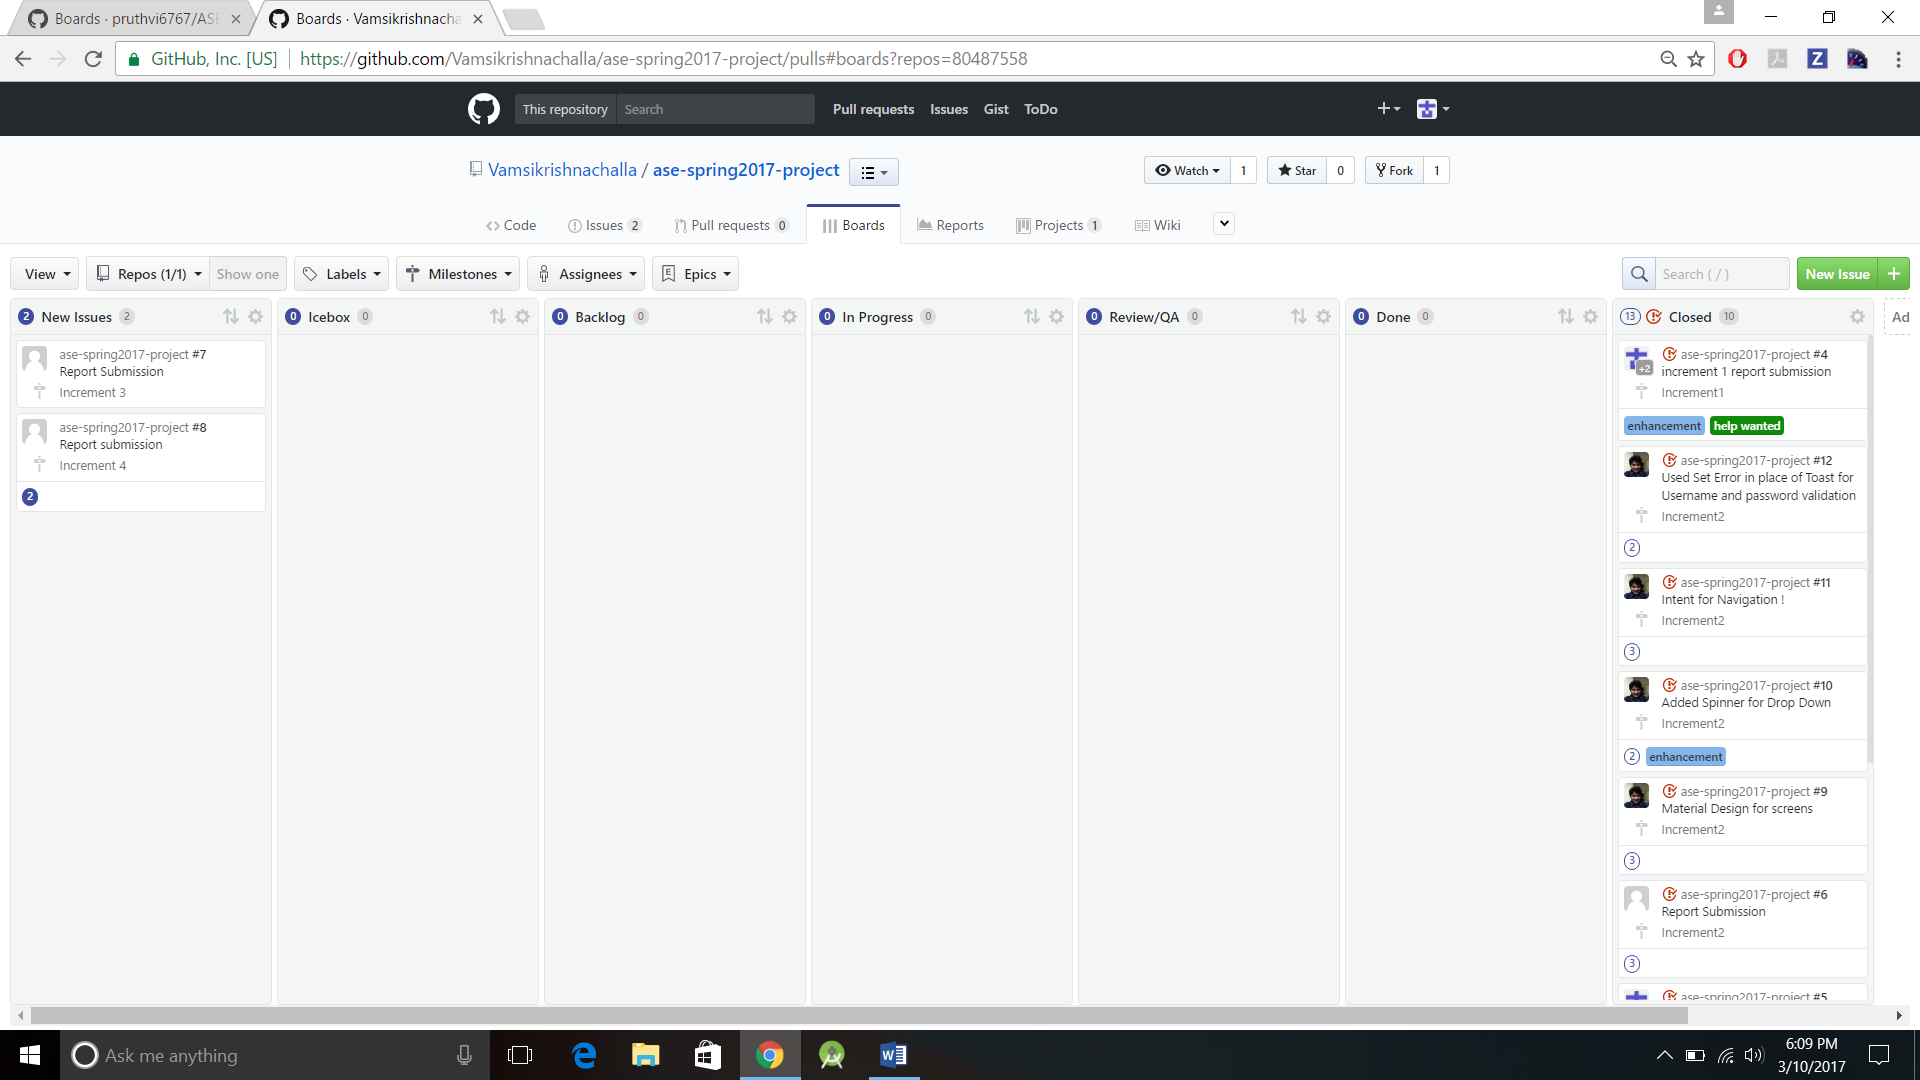 Boards · pruthvi6767/ASE
Boards · Vamsikrishnacha
GitHub, Inc. [US]
https://github.com/Vamsikrishnachalla/ase-spring2017-project/pulls#boards?repos=80487558
This repository
Search
Pull requests
Issues
Gist
ToDo
Vamsikrishnachalla / ase-spring2017-project
Watch
1
Star
0
Fork
1
Code
Issues 2
Pull requests 0
Boards
Reports
Projects 1
Wiki
View
Repos (1/1)
Show one
Labels
Milestones
Assignees
Epics
Search ( / )
New Issue
2 New Issues 2
ase-spring2017-project #7
Report Submission
Increment 3
ase-spring2017-project #8
Report submission
Increment 4
2
0 Icebox 0
0 Backlog 0
0 In Progress 0
0 Review/QA 0
0 Done 0
13 Closed 10
+2
ase-spring2017-project #4
increment 1 report submission
Increment1
enhancement help wanted
ase-spring2017-project #12
Used Set Error in place of Toast for
Username and password validation
Increment2
2
ase-spring2017-project #11
Intent for Navigation !
Increment2
3
ase-spring2017-project #10
Added Spinner for Drop Down
Increment2
2 enhancement
ase-spring2017-project #9
Material Design for screens
Increment2
3
ase-spring2017-project #6
Report Submission
Increment2
3
ase-spring2017-project #5
Ad
Ask me anything
6:09 PM
3/10/2017